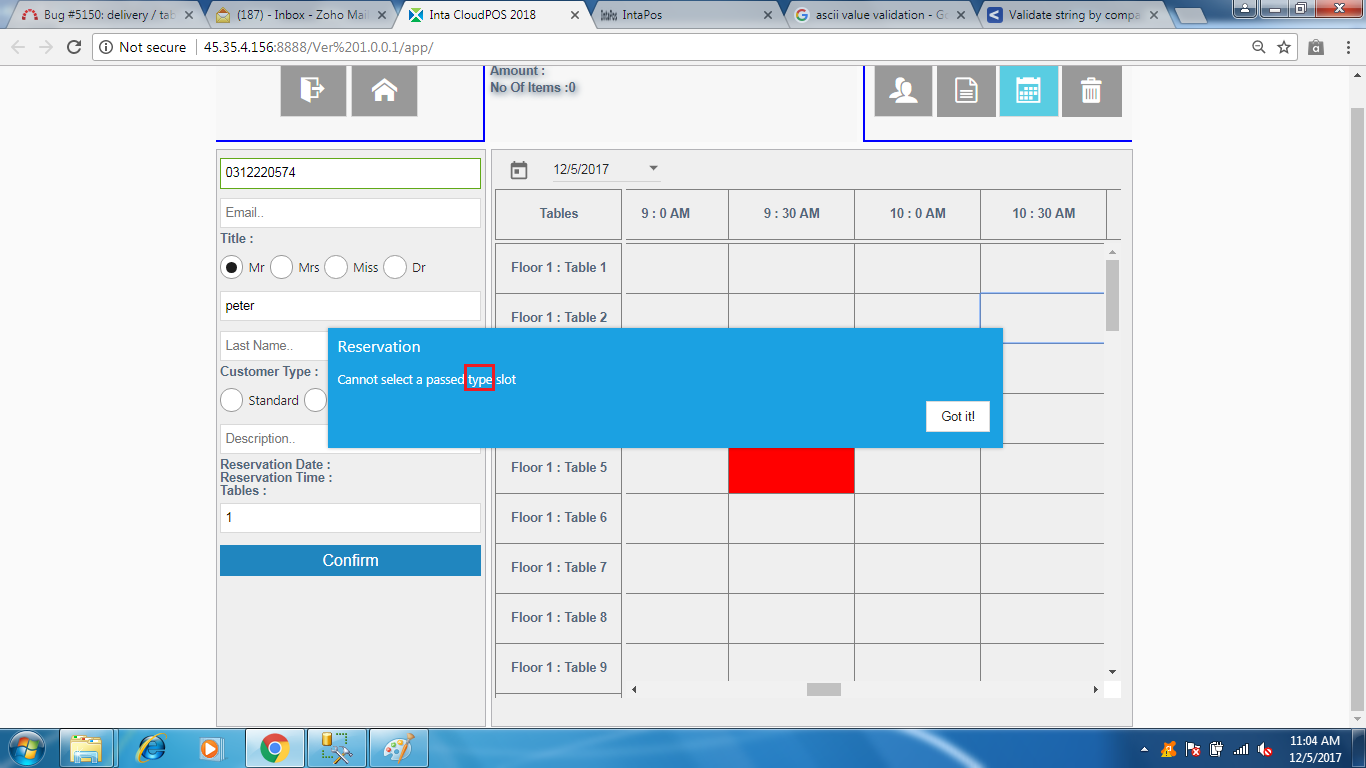 Bug #5150: delivery / tab
(187) - Inbox - Zoho Mail
Inta CloudPOS 2018
IntaPos
ascii value validation - Go
Validate string by compa
Not secure
45.35.4.156:8888/Ver%201.0.0.1/app/
Amount :
No Of Items :0
0312220574
Email..
Title :
Mr
Mrs
Miss
Dr
peter
Last Name..
Customer Type :
Standard
Description..
Reservation Date :
Reservation Time :
Tables :
1
Confirm
12/5/2017
Tables
9 : 0 AM
9 : 30 AM
10 : 0 AM
10 : 30 AM
Floor 1 : Table 1
Floor 1 : Table 2
Reservation
Cannot select a passed type slot
Got it!
Floor 1 : Table 5
Floor 1 : Table 6
Floor 1 : Table 7
Floor 1 : Table 8
Floor 1 : Table 9
11:04 AM
12/5/2017